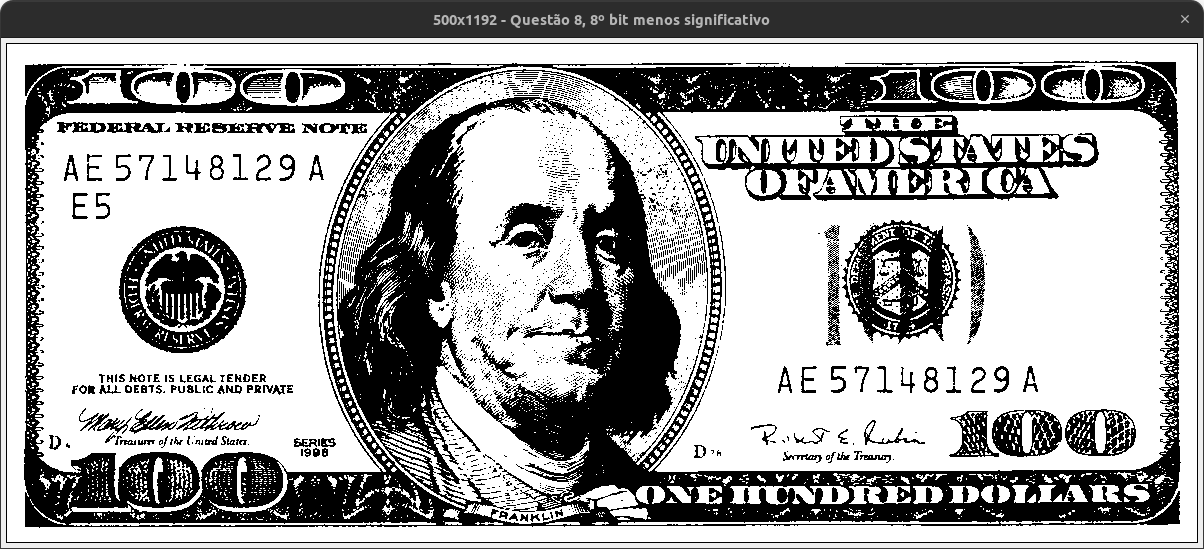 500x1192 - Questão 8, 8º bit menos significativo
100
100
FEDERAL RESERVE NOTE
THE
UNITED STATES
OF AMERICA
AE 57148129 A
E5
THIS NOTE IS LEGAL TENDER
FOR ALL DEBTS, PUBLIC AND PRIVATE
AE 57148129 A
Treasurer of the United States.
SERIES
1996
D
Secretary of the Treasury.
100
100
FRANKLIN
ONE HUNDRED DOLLARS